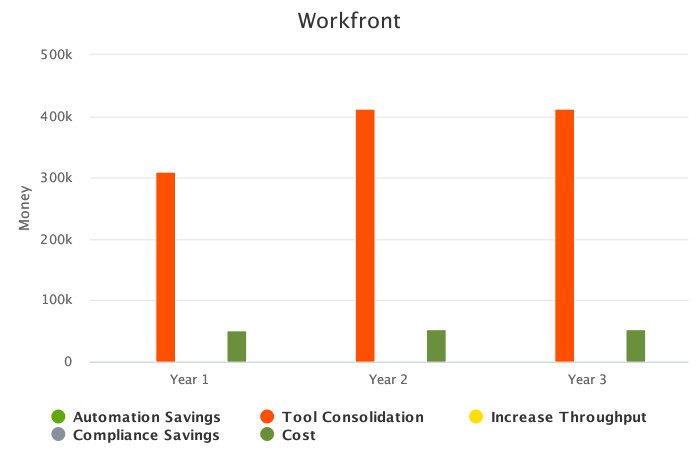 Workfront
500k
400k
300k
200k
100k
0
Money
Year 1 Year 2 Year 3
Automation Savings Tool Consolidation Increase Throughput
Compliance Savings Cost